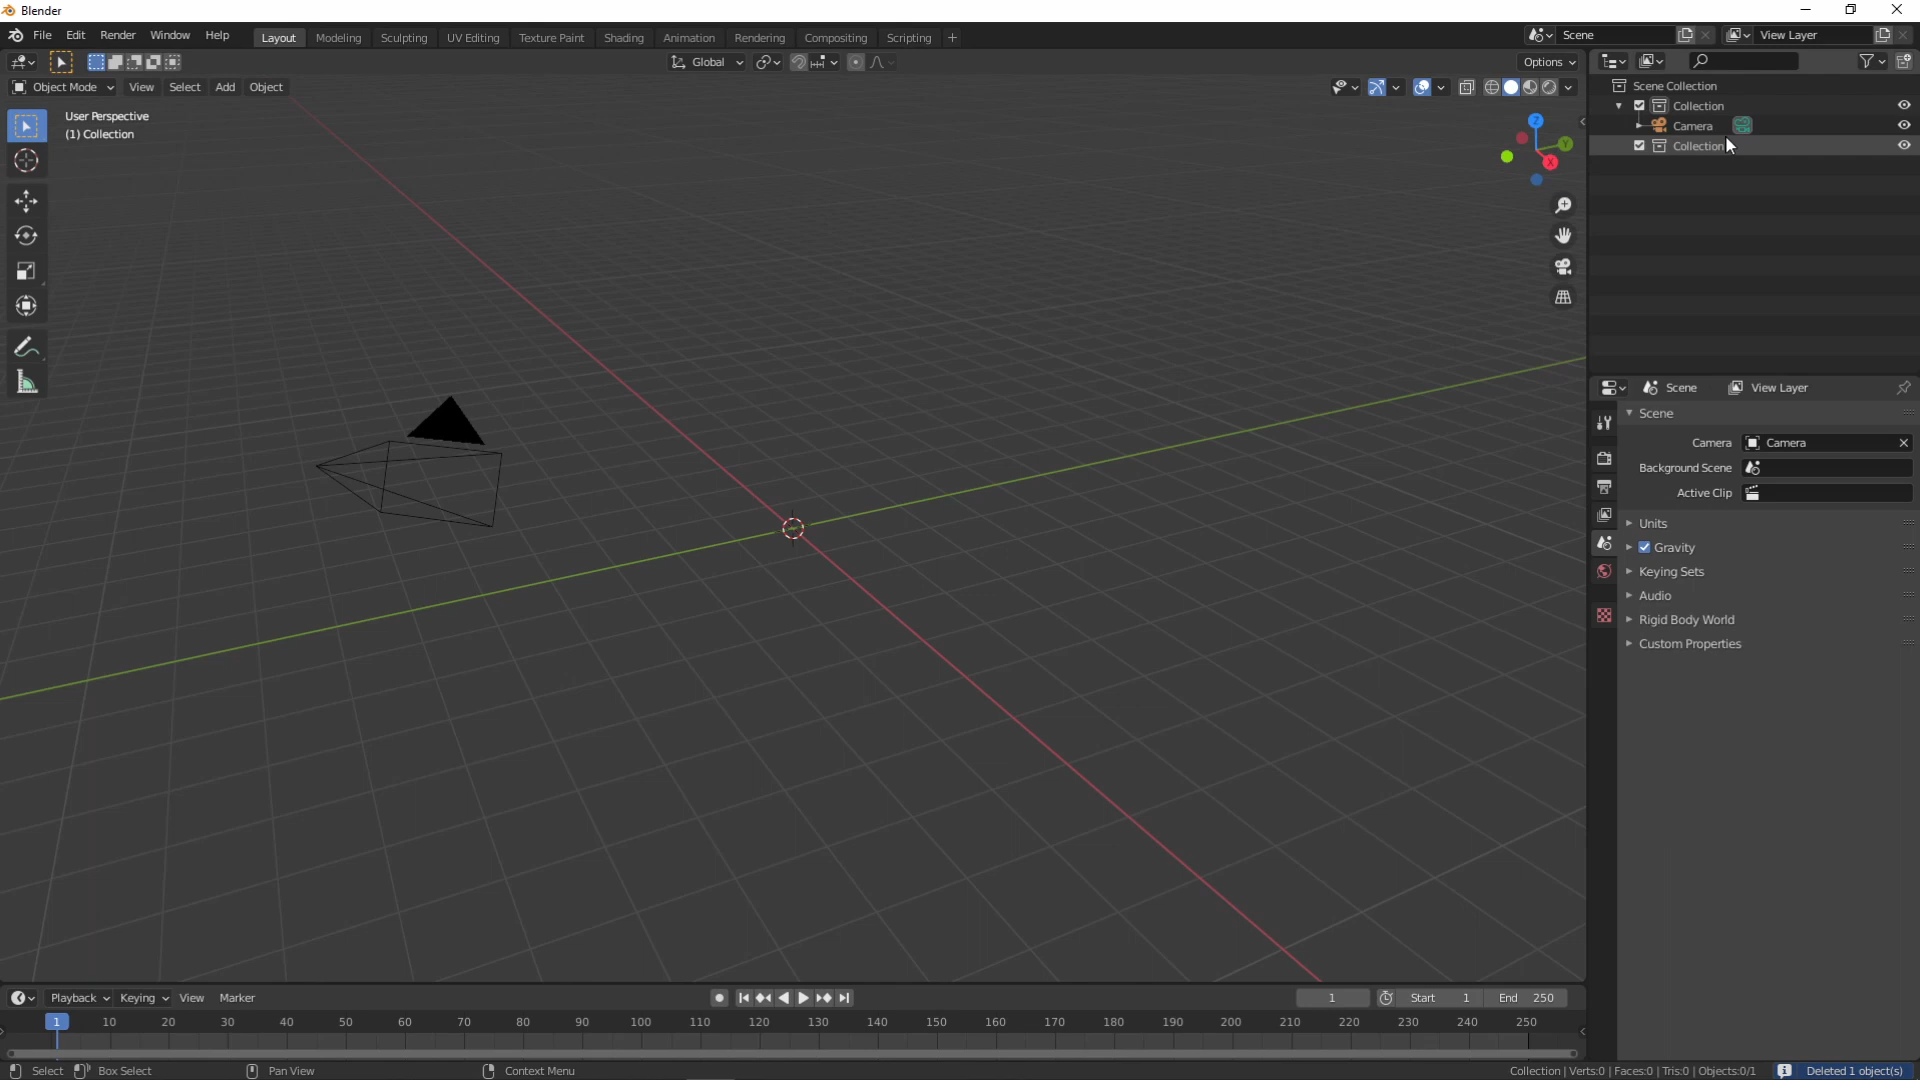 Blender
File Edit Render Window Help Layout Modeling Sculpting UV Editing Texture Paint Shading Animation Rendering Compositing Scripting + Scene View Layer
Global Options
Object Mode View Select Add Object
User Perspective
(1) Collection
Z
Y
X
Scene Collection
Collection
Camera
Collection
Scene View Layer
Scene
Camera Camera
Background Scene
Active Clip
Units
Gravity
Keying Sets
Audio
Rigid Body World
Custom Properties
Playback Keying View Marker 1 Start 1 End 250
1 10 20 30 40 50 60 70 80 90 100 110 120 130 140 150 160 170 180 190 200 210 220 230 240 250
Select Box Select Pan View Context Menu Collection | Verts:0 | Faces:0 | Tris:0 | Objects:0/1 Deleted 1 object(s)